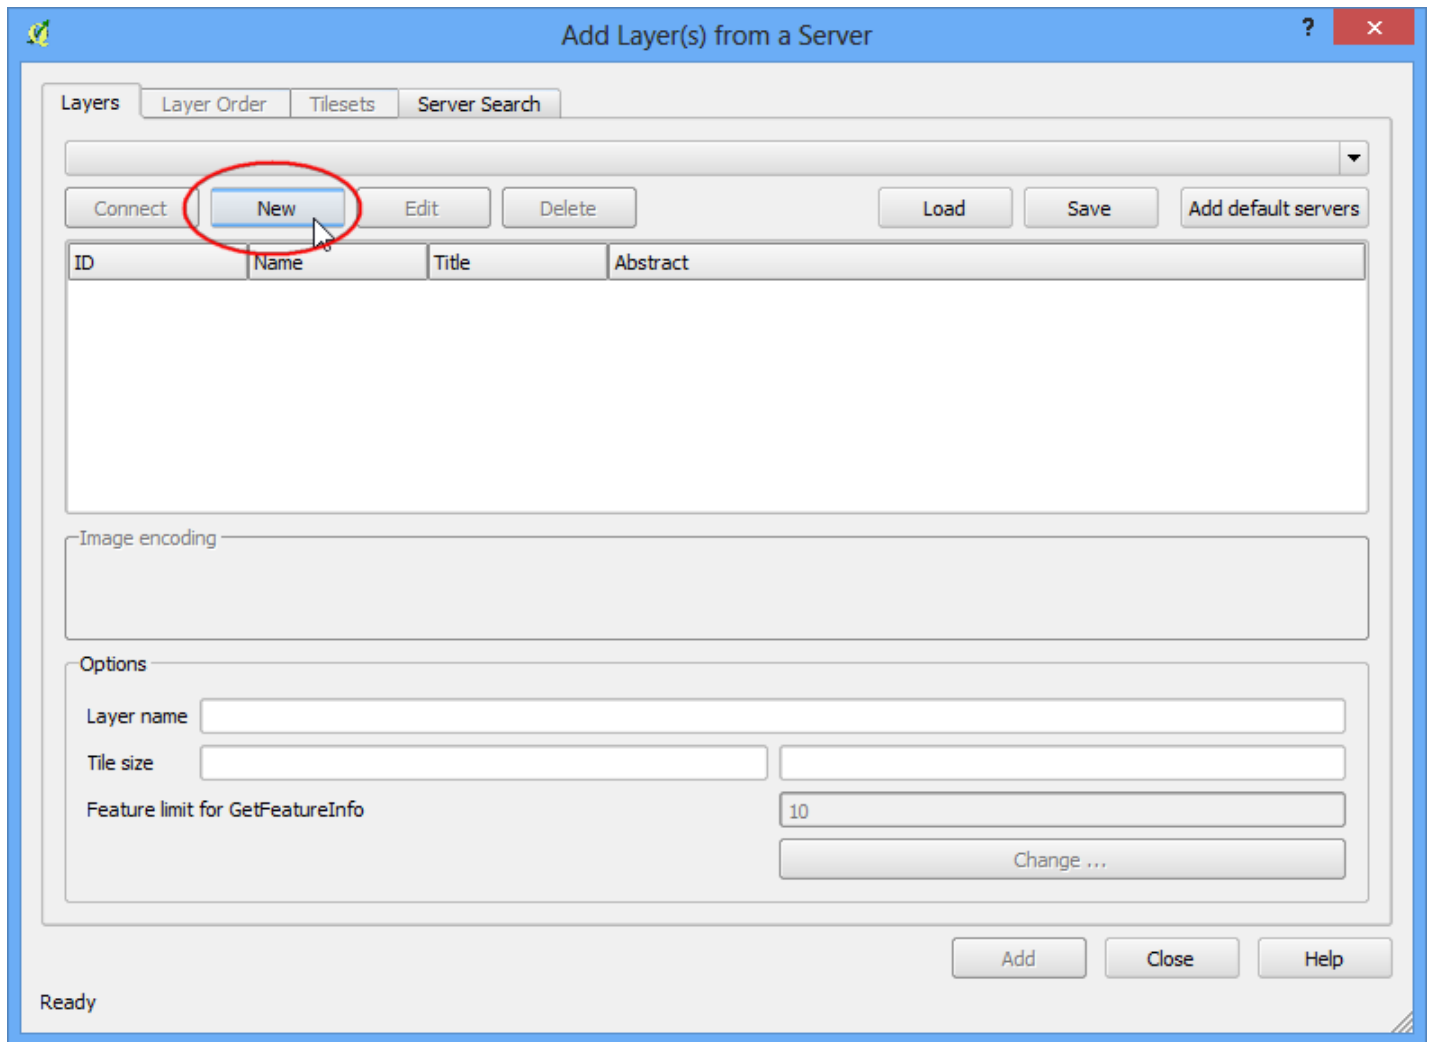 Add Layer(s) from a Server ?
Layers Layer Order Tilesets Server Search
Connect New Edit Delete Load Save Add default servers
ID Name Title Abstract
Image encoding
Options
Layer name
Tile size
Feature limit for GetFeatureInfo 10
Change ...
Add Close Help
Ready